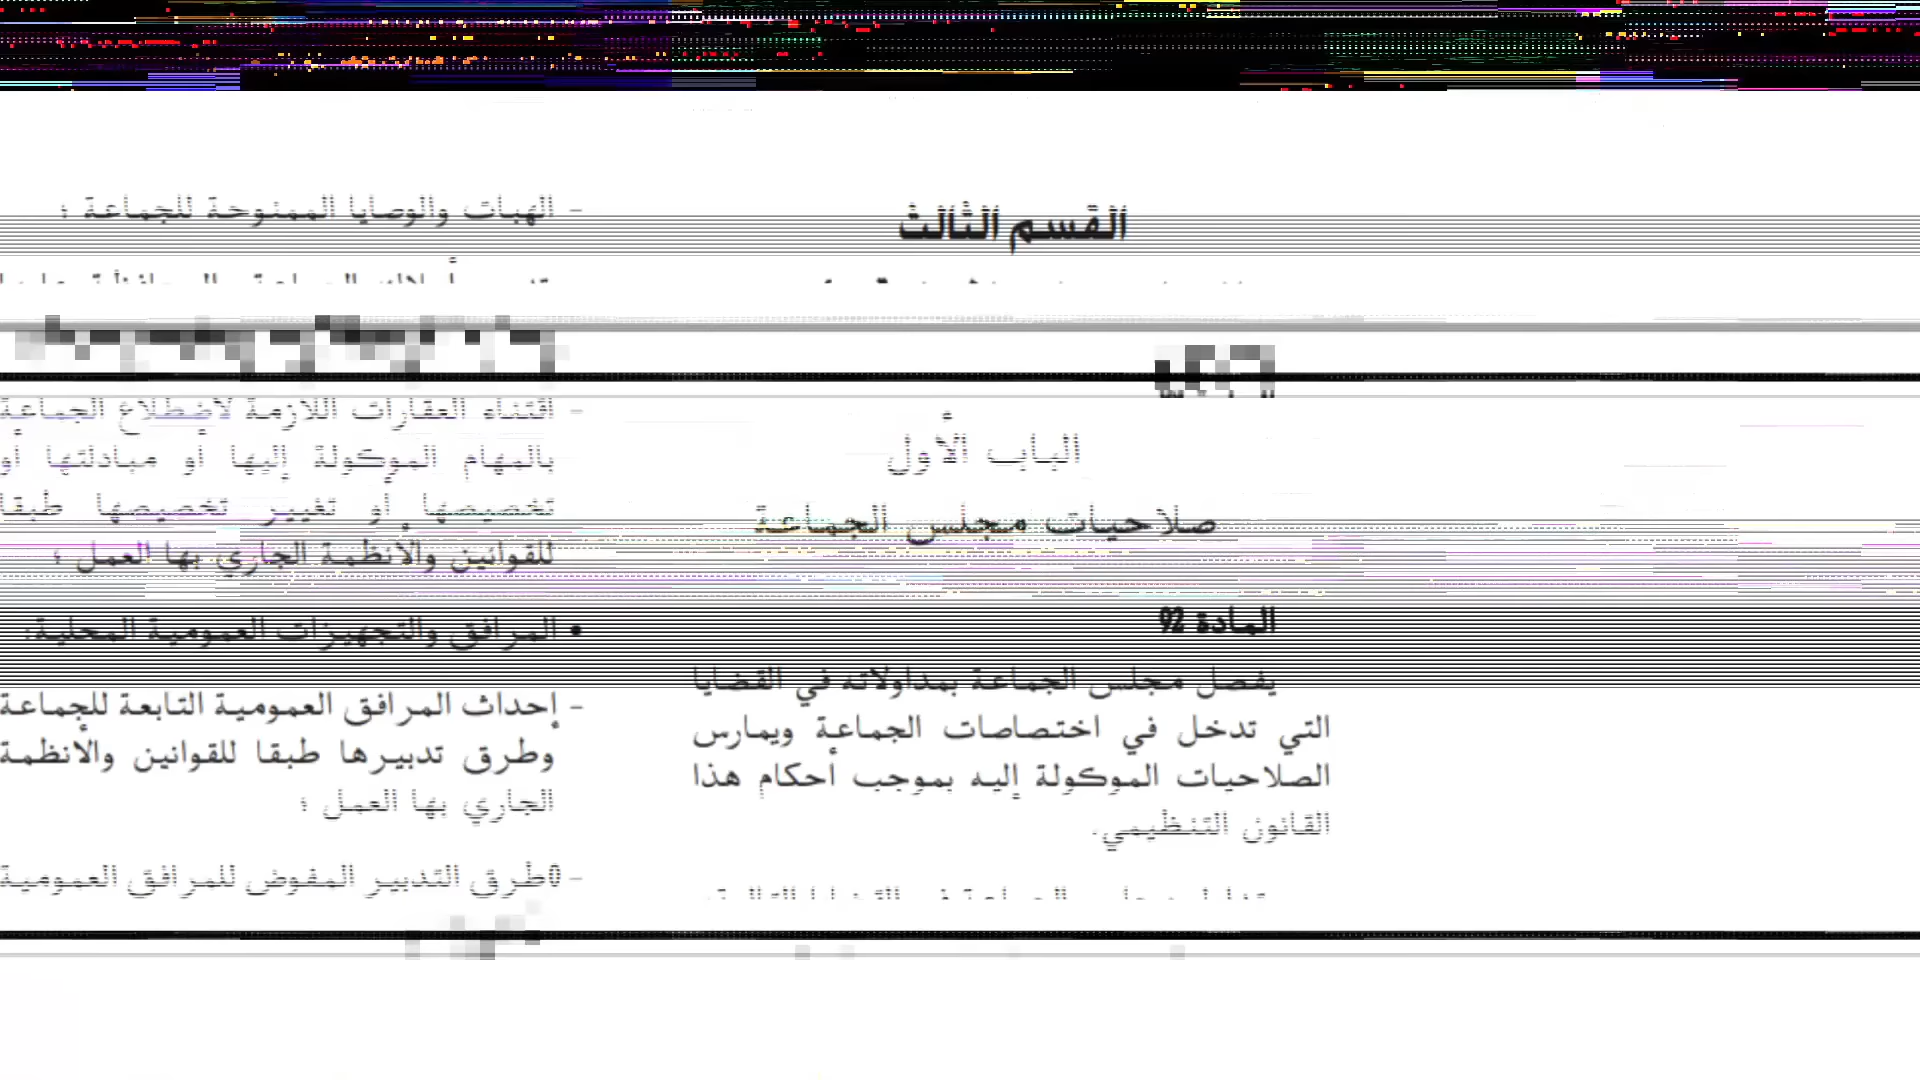 القسم الثالث
الباب الأول
صلاحيات مجلس الجماعة
المادة 92
يفصل مجلس الجماعة بمداولاته في القضايا
التي تدخل في اختصاصات الجماعة ويمارس
الصلاحيات الموكولة إليه بموجب أحكام هذا
القانون التنظيمي.
- الهبات والوصايا الممنوحة للجماعة ؛
- اقتناء العقارات اللازمة لاضطلاع الجماعة
بالمهام الموكولة إليها أو مبادلتها أو
تخصيصها أو تغيير تخصيصها طبقا
للقوانين والأنظمة الجاري بها العمل ؛
• المرافق والتجهيزات العمومية المحلية:
- إحداث المرافق العمومية التابعة للجماعة
وطرق تدبيرها طبقا للقوانين والأنظمة
الجاري بها العمل ؛
- 0طرق التدبير المفوض للمرافق العمومية